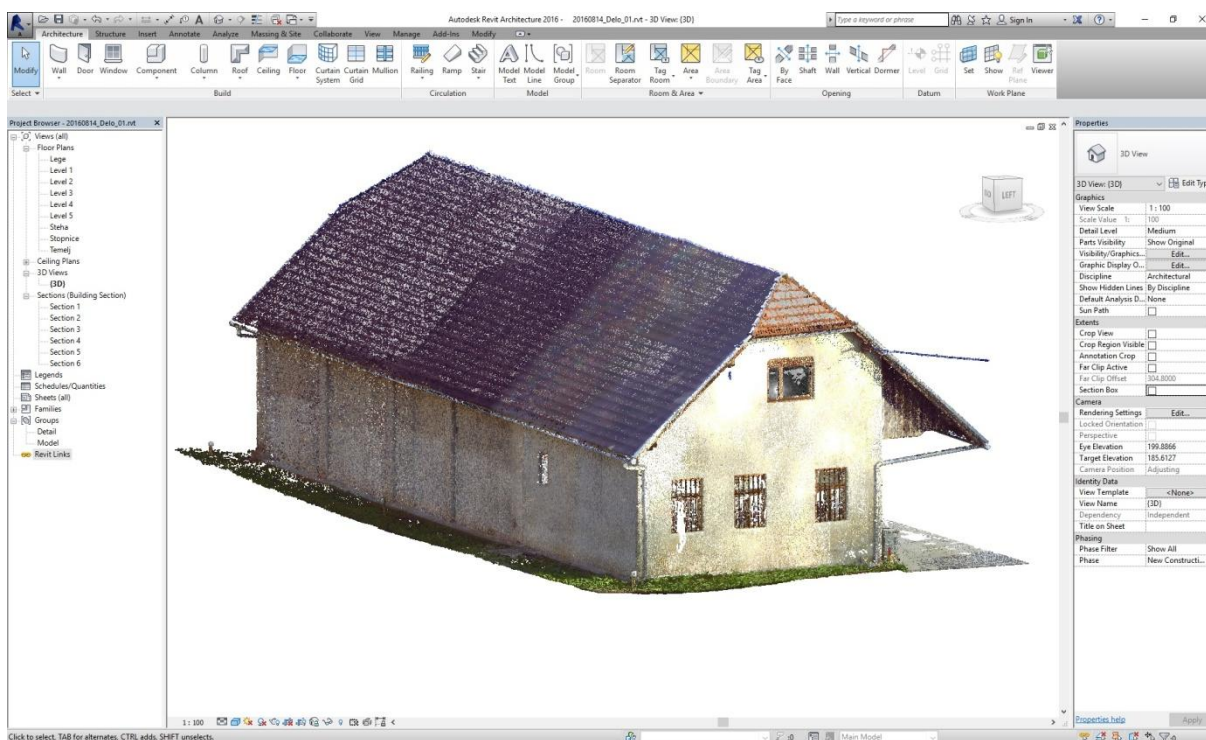 Autodesk Revit Architecture 2016 - 20160814_Delo_01.rvt - 3D View: {3D}
Type a keyword or phrase
Sign In
Architecture Structure Insert Annotate Analyze Massing & Site Collaborate View Manage Add-Ins Modify
Modify Wall Door Window Component Column Roof Ceiling Floor Curtain System Curtain Grid Mullion Railing Ramp Stair Model Text Model Line Model Group Room Room Separator Tag Room Area Area Boundary Tag Area By Face Shaft Wall Vertical Dormer Level Grid Set Show Ref Plane Viewer
Select Build Circulation Model Room & Area Opening Datum Work Plane
Project Browser - 20160814_Delo_01.rvt
Views (all)
Floor Plans
Lege
Level 1
Level 2
Level 3
Level 4
Level 5
Steha
Stopnice
Temelj
Ceiling Plans
3D Views
{3D}
Sections (Building Section)
Section 1
Section 2
Section 3
Section 4
Section 5
Section 6
Legends
Schedules/Quantities
Sheets (all)
Families
Groups
Detail
Model
Revit Links
LEFT
Properties
3D View
3D View: {3D} Edit Typ
Graphics
View Scale 1 : 100
Scale Value 1: 100
Detail Level Medium
Parts Visibility Show Original
Visibility/Graphics... Edit...
Graphic Display O... Edit...
Discipline Architectural
Show Hidden Lines By Discipline
Default Analysis D... None
Sun Path
Extents
Crop View
Crop Region Visible
Annotation Crop
Far Clip Active
Far Clip Offset 304.8000
Section Box
Camera
Rendering Settings Edit...
Locked Orientation
Perspective
Eye Elevation 199.8866
Target Elevation 185.6127
Camera Position Adjusting
Identity Data
View Template <None>
View Name {3D}
Dependency Independent
Title on Sheet
Phasing
Phase Filter Show All
Phase New Constructi...
Properties help Apply
1 : 100
Click to select, TAB for alternates, CTRL adds, SHIFT unselects.
:0
Main Model